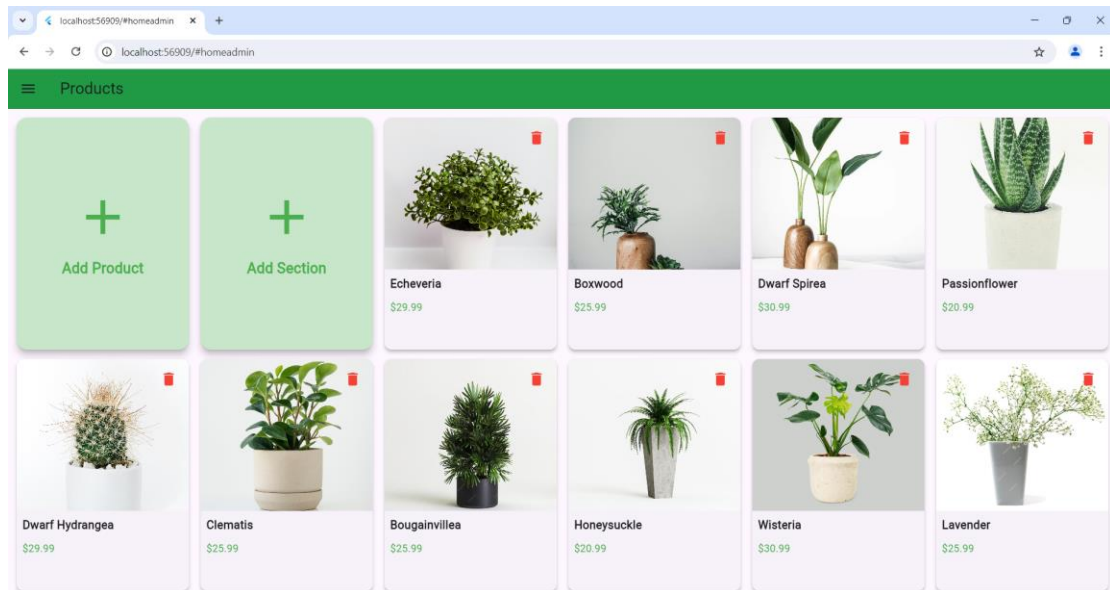 localhost:56909/#homeadmin
localhost:56909/#homeadmin
Products
Add Product
Add Section
Echeveria
$29.99
Boxwood
$25.99
Dwarf Spirea
$30.99
Passionflower
$20.99
Dwarf Hydrangea
$29.99
Clematis
$25.99
Bougainvillea
$25.99
Honeysuckle
$20.99
Wisteria
$30.99
Lavender
$25.99